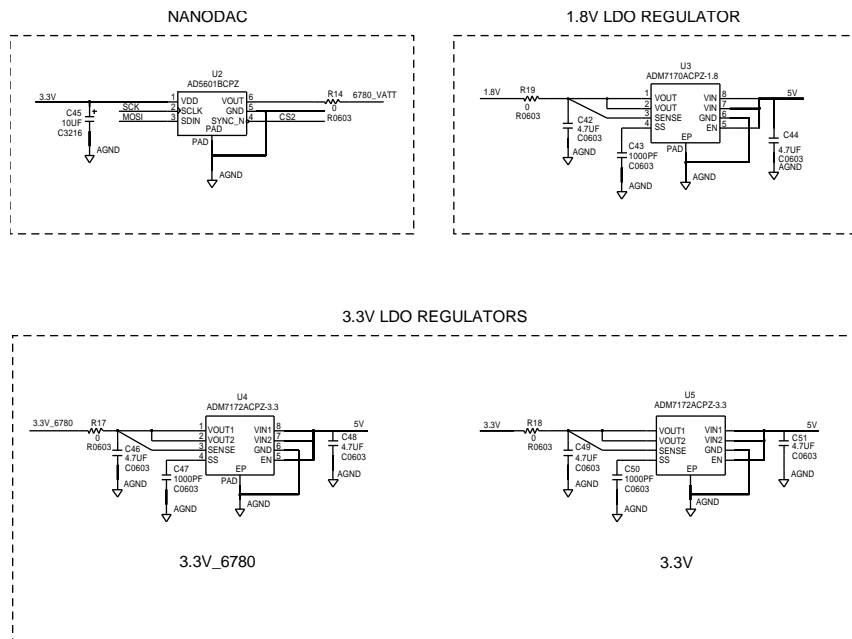 NANODAC
U2
AD5601BCPZ
3.3V
1 VDD VOUT 6
2 SCLK GND 5
3 SDIN SYNC_N 4
PAD
PAD
SCK
MOSI
CS2
R14
0
R0603
6780_VATT
C45
10UF
C3216
+
AGND
AGND
1.8V LDO REGULATOR
U3
ADM7170ACPZ-1.8
1.8V
R19
0
R0603
1 VOUT VIN 8
2 VOUT VIN 7
3 SENSE GND 6
4 SS EN 5
EP
PAD
5V
C42
4.7UF
C0603
AGND
C43
1000PF
C0603
AGND
C44
4.7UF
C0603
AGND
3.3V LDO REGULATORS
U4
ADM7172ACPZ-3.3
3.3V_6780
R17
0
R0603
1 VOUT1 VIN1 8
2 VOUT2 VIN2 7
3 SENSE GND 6
4 SS EN 5
EP
PAD
5V
C46
4.7UF
C0603
AGND
C47
1000PF
C0603
AGND
AGND
C48
4.7UF
C0603
AGND
3.3V_6780
U5
ADM7172ACPZ-3.3
3.3V
R18
0
R0603
VOUT1 VIN1
VOUT2 VIN2
SENSE GND
SS EN
EP
5V
C49
4.7UF
C0603
AGND
C50
1000PF
C0603
AGND
AGND
C51
4.7UF
C0603
AGND
3.3V